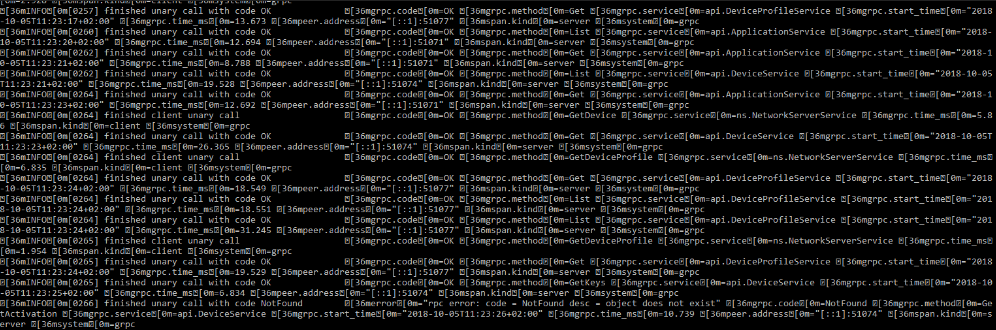 ⍰[36mINFO⍰[0m[0257] finished unary call with code OK ⍰[36mgrpc.code⍰[0m=OK ⍰[36mgrpc.method⍰[0m=Get ⍰[36mgrpc.service⍰[0m=api.DeviceProfileService ⍰[36mgrpc.start_time⍰[0m="2018
-10-05T11:23:17+02:00" ⍰[36mgrpc.time_ms⍰[0m=13.673 ⍰[36mpeer.address⍰[0m="[::1]:51077" ⍰[36mspan.kind⍰[0m=server ⍰[36msystem⍰[0m=grpc
⍰[36mINFO⍰[0m[0260] finished unary call with code OK ⍰[36mgrpc.code⍰[0m=OK ⍰[36mgrpc.method⍰[0m=List ⍰[36mgrpc.service⍰[0m=api.ApplicationService ⍰[36mgrpc.start_time⍰[0m="2018-
10-05T11:23:20+02:00" ⍰[36mgrpc.time_ms⍰[0m=12.694 ⍰[36mpeer.address⍰[0m="[::1]:51071" ⍰[36mspan.kind⍰[0m=server ⍰[36msystem⍰[0m=grpc
⍰[36mINFO⍰[0m[0262] finished unary call with code OK ⍰[36mgrpc.code⍰[0m=OK ⍰[36mgrpc.method⍰[0m=Get ⍰[36mgrpc.service⍰[0m=api.ApplicationService ⍰[36mgrpc.start_time⍰[0m="2018-1
0-05T11:23:21+02:00" ⍰[36mgrpc.time_ms⍰[0m=8.788 ⍰[36mpeer.address⍰[0m="[::1]:51071" ⍰[36mspan.kind⍰[0m=server ⍰[36msystem⍰[0m=grpc
⍰[36mINFO⍰[0m[0262] finished unary call with code OK ⍰[36mgrpc.code⍰[0m=OK ⍰[36mgrpc.method⍰[0m=List ⍰[36mgrpc.service⍰[0m=api.DeviceService ⍰[36mgrpc.start_time⍰[0m="2018-10-05
T11:23:21+02:00" ⍰[36mgrpc.time_ms⍰[0m=19.528 ⍰[36mpeer.address⍰[0m="[::1]:51074" ⍰[36mspan.kind⍰[0m=server ⍰[36msystem⍰[0m=grpc
⍰[36mINFO⍰[0m[0264] finished unary call with code OK ⍰[36mgrpc.code⍰[0m=OK ⍰[36mgrpc.method⍰[0m=Get ⍰[36mgrpc.service⍰[0m=api.ApplicationService ⍰[36mgrpc.start_time⍰[0m="2018-1
0-05T11:23:23+02:00" ⍰[36mgrpc.time_ms⍰[0m=12.692 ⍰[36mpeer.address⍰[0m="[::1]:51071" ⍰[36mspan.kind⍰[0m=server ⍰[36msystem⍰[0m=grpc
⍰[36mINFO⍰[0m[0264] finished client unary call ⍰[36mgrpc.code⍰[0m=OK ⍰[36mgrpc.method⍰[0m=GetDevice ⍰[36mgrpc.service⍰[0m=ns.NetworkServerService ⍰[36mgrpc.time_ms⍰[0m=5.8
6 ⍰[36mspan.kind⍰[0m=client ⍰[36msystem⍰[0m=grpc
⍰[36mINFO⍰[0m[0264] finished unary call with code OK ⍰[36mgrpc.code⍰[0m=OK ⍰[36mgrpc.method⍰[0m=Get ⍰[36mgrpc.service⍰[0m=api.DeviceService ⍰[36mgrpc.start_time⍰[0m="2018-10-05T
11:23:23+02:00" ⍰[36mgrpc.time_ms⍰[0m=26.365 ⍰[36mpeer.address⍰[0m="[::1]:51074" ⍰[36mspan.kind⍰[0m=server ⍰[36msystem⍰[0m=grpc
⍰[36mINFO⍰[0m[0264] finished client unary call ⍰[36mgrpc.code⍰[0m=OK ⍰[36mgrpc.method⍰[0m=GetDeviceProfile ⍰[36mgrpc.service⍰[0m=ns.NetworkServerService ⍰[36mgrpc.time_ms⍰[0m
=6.835 ⍰[36mspan.kind⍰[0m=client ⍰[36msystem⍰[0m=grpc
⍰[36mINFO⍰[0m[0264] finished unary call with code OK ⍰[36mgrpc.code⍰[0m=OK ⍰[36mgrpc.method⍰[0m=Get ⍰[36mgrpc.service⍰[0m=api.DeviceProfileService ⍰[36mgrpc.start_time⍰[0m="2018
-10-05T11:23:24+02:00" ⍰[36mgrpc.time_ms⍰[0m=18.549 ⍰[36mpeer.address⍰[0m="[::1]:51077" ⍰[36mspan.kind⍰[0m=server ⍰[36msystem⍰[0m=grpc
⍰[36mINFO⍰[0m[0264] finished unary call with code OK ⍰[36mgrpc.code⍰[0m=OK ⍰[36mgrpc.method⍰[0m=List ⍰[36mgrpc.service⍰[0m=api.DeviceProfileService ⍰[36mgrpc.start_time⍰[0m="201
8-10-05T11:23:24+02:00" ⍰[36mgrpc.time_ms⍰[0m=18.551 ⍰[36mpeer.address⍰[0m="[::1]:51077" ⍰[36mspan.kind⍰[0m=server ⍰[36msystem⍰[0m=grpc
⍰[36mINFO⍰[0m[0264] finished unary call with code OK ⍰[36mgrpc.code⍰[0m=OK ⍰[36mgrpc.method⍰[0m=List ⍰[36mgrpc.service⍰[0m=api.DeviceProfileService ⍰[36mgrpc.start_time⍰[0m="201
8-10-05T11:23:24+02:00" ⍰[36mgrpc.time_ms⍰[0m=31.245 ⍰[36mpeer.address⍰[0m="[::1]:51077" ⍰[36mspan.kind⍰[0m=server ⍰[36msystem⍰[0m=grpc
⍰[36mINFO⍰[0m[0265] finished client unary call ⍰[36mgrpc.code⍰[0m=OK ⍰[36mgrpc.method⍰[0m=GetDeviceProfile ⍰[36mgrpc.service⍰[0m=ns.NetworkServerService ⍰[36mgrpc.time_ms⍰[0m
=1.954 ⍰[36mspan.kind⍰[0m=client ⍰[36msystem⍰[0m=grpc
⍰[36mINFO⍰[0m[0265] finished unary call with code OK ⍰[36mgrpc.code⍰[0m=OK ⍰[36mgrpc.method⍰[0m=Get ⍰[36mgrpc.service⍰[0m=api.DeviceProfileService ⍰[36mgrpc.start_time⍰[0m="2018
-10-05T11:23:24+02:00" ⍰[36mgrpc.time_ms⍰[0m=19.529 ⍰[36mpeer.address⍰[0m="[::1]:51077" ⍰[36mspan.kind⍰[0m=server ⍰[36msystem⍰[0m=grpc
⍰[36mINFO⍰[0m[0265] finished unary call with code OK ⍰[36mgrpc.code⍰[0m=OK ⍰[36mgrpc.method⍰[0m=GetKeys ⍰[36mgrpc.service⍰[0m=api.DeviceService ⍰[36mgrpc.start_time⍰[0m="2018-10
-05T11:23:25+02:00" ⍰[36mgrpc.time_ms⍰[0m=6.834 ⍰[36mpeer.address⍰[0m="[::1]:51074" ⍰[36mspan.kind⍰[0m=server ⍰[36msystem⍰[0m=grpc
⍰[36mINFO⍰[0m[0266] finished unary call with code NotFound ⍰[36merror⍰[0m="rpc error: code = NotFound desc = object does not exist" ⍰[36mgrpc.code⍰[0m=NotFound ⍰[36mgrpc.method⍰[0m=Ge
tActivation ⍰[36mgrpc.service⍰[0m=api.DeviceService ⍰[36mgrpc.start_time⍰[0m="2018-10-05T11:23:26+02:00" ⍰[36mgrpc.time_ms⍰[0m=10.739 ⍰[36mpeer.address⍰[0m="[::1]:51074" ⍰[36mspan.kind⍰[0m=s
erver ⍰[36msystem⍰[0m=grpc